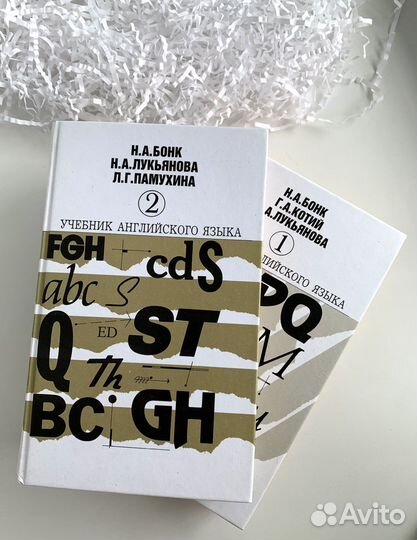 Н.А.БОНК
Н.А.ЛУКЬЯНОВА
Л.Г.ПАМУХИНА
2
УЧЕБНИК АНГЛИЙСКОГО ЯЗЫКА
FGH
cdS
abc S
ED
ST
Q
Th
BC
GH
Н.А.БОНК
Г.А.КОТИЙ
А.ЛУКЬЯНОВА
1
ЛИЙСКОГО ЯЗЫКА
DQ
M
и
Avito